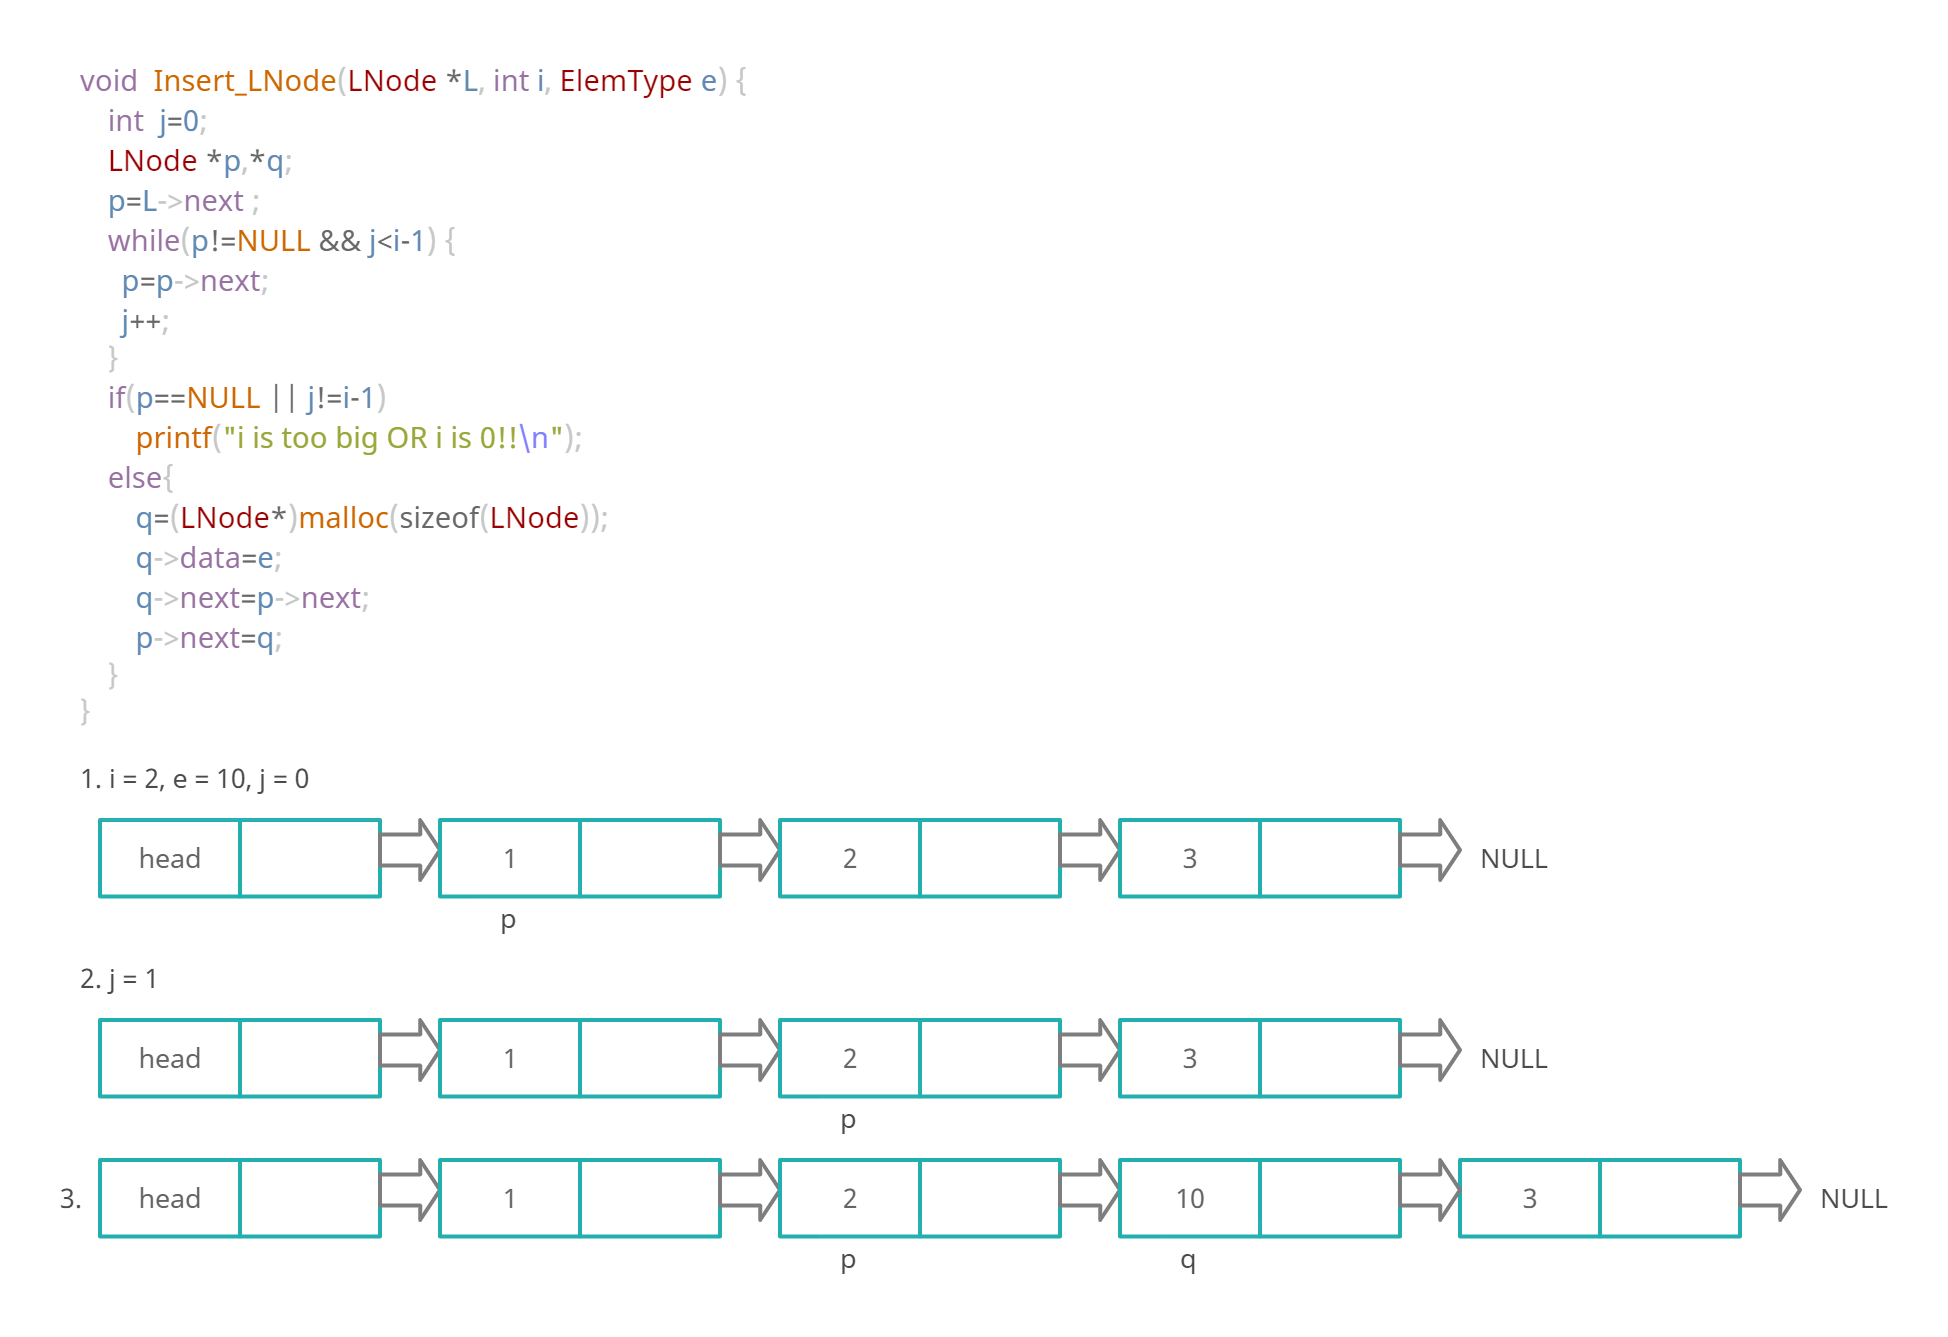 void  Insert_LNode(LNode *L, int i, ElemType e) {
int  j=0;
LNode *p,*q;
p=L->next ;
while(p!=NULL && j<i-1) {
p=p->next;
j++;
}
if(p==NULL || j!=i-1)
printf("i is too big OR i is 0!!\n");
else{
q=(LNode*)malloc(sizeof(LNode));
q->data=e;
q->next=p->next;
p->next=q;
}
}
1. i = 2, e = 10, j = 0
head 1 2 3 NULL
p
2. j = 1
head 1 2 3 NULL
p
3. head 1 2 10 3 NULL
p q